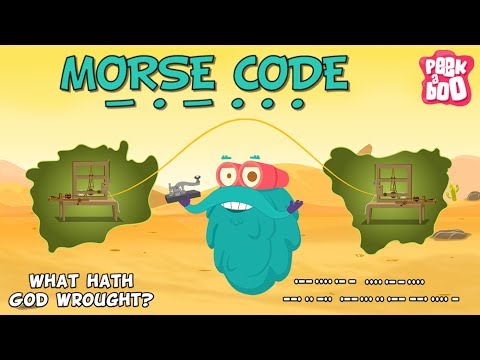 MORSE CODE
PEEK
a
BOO
WHAT HATH
GOD WROUGHT?